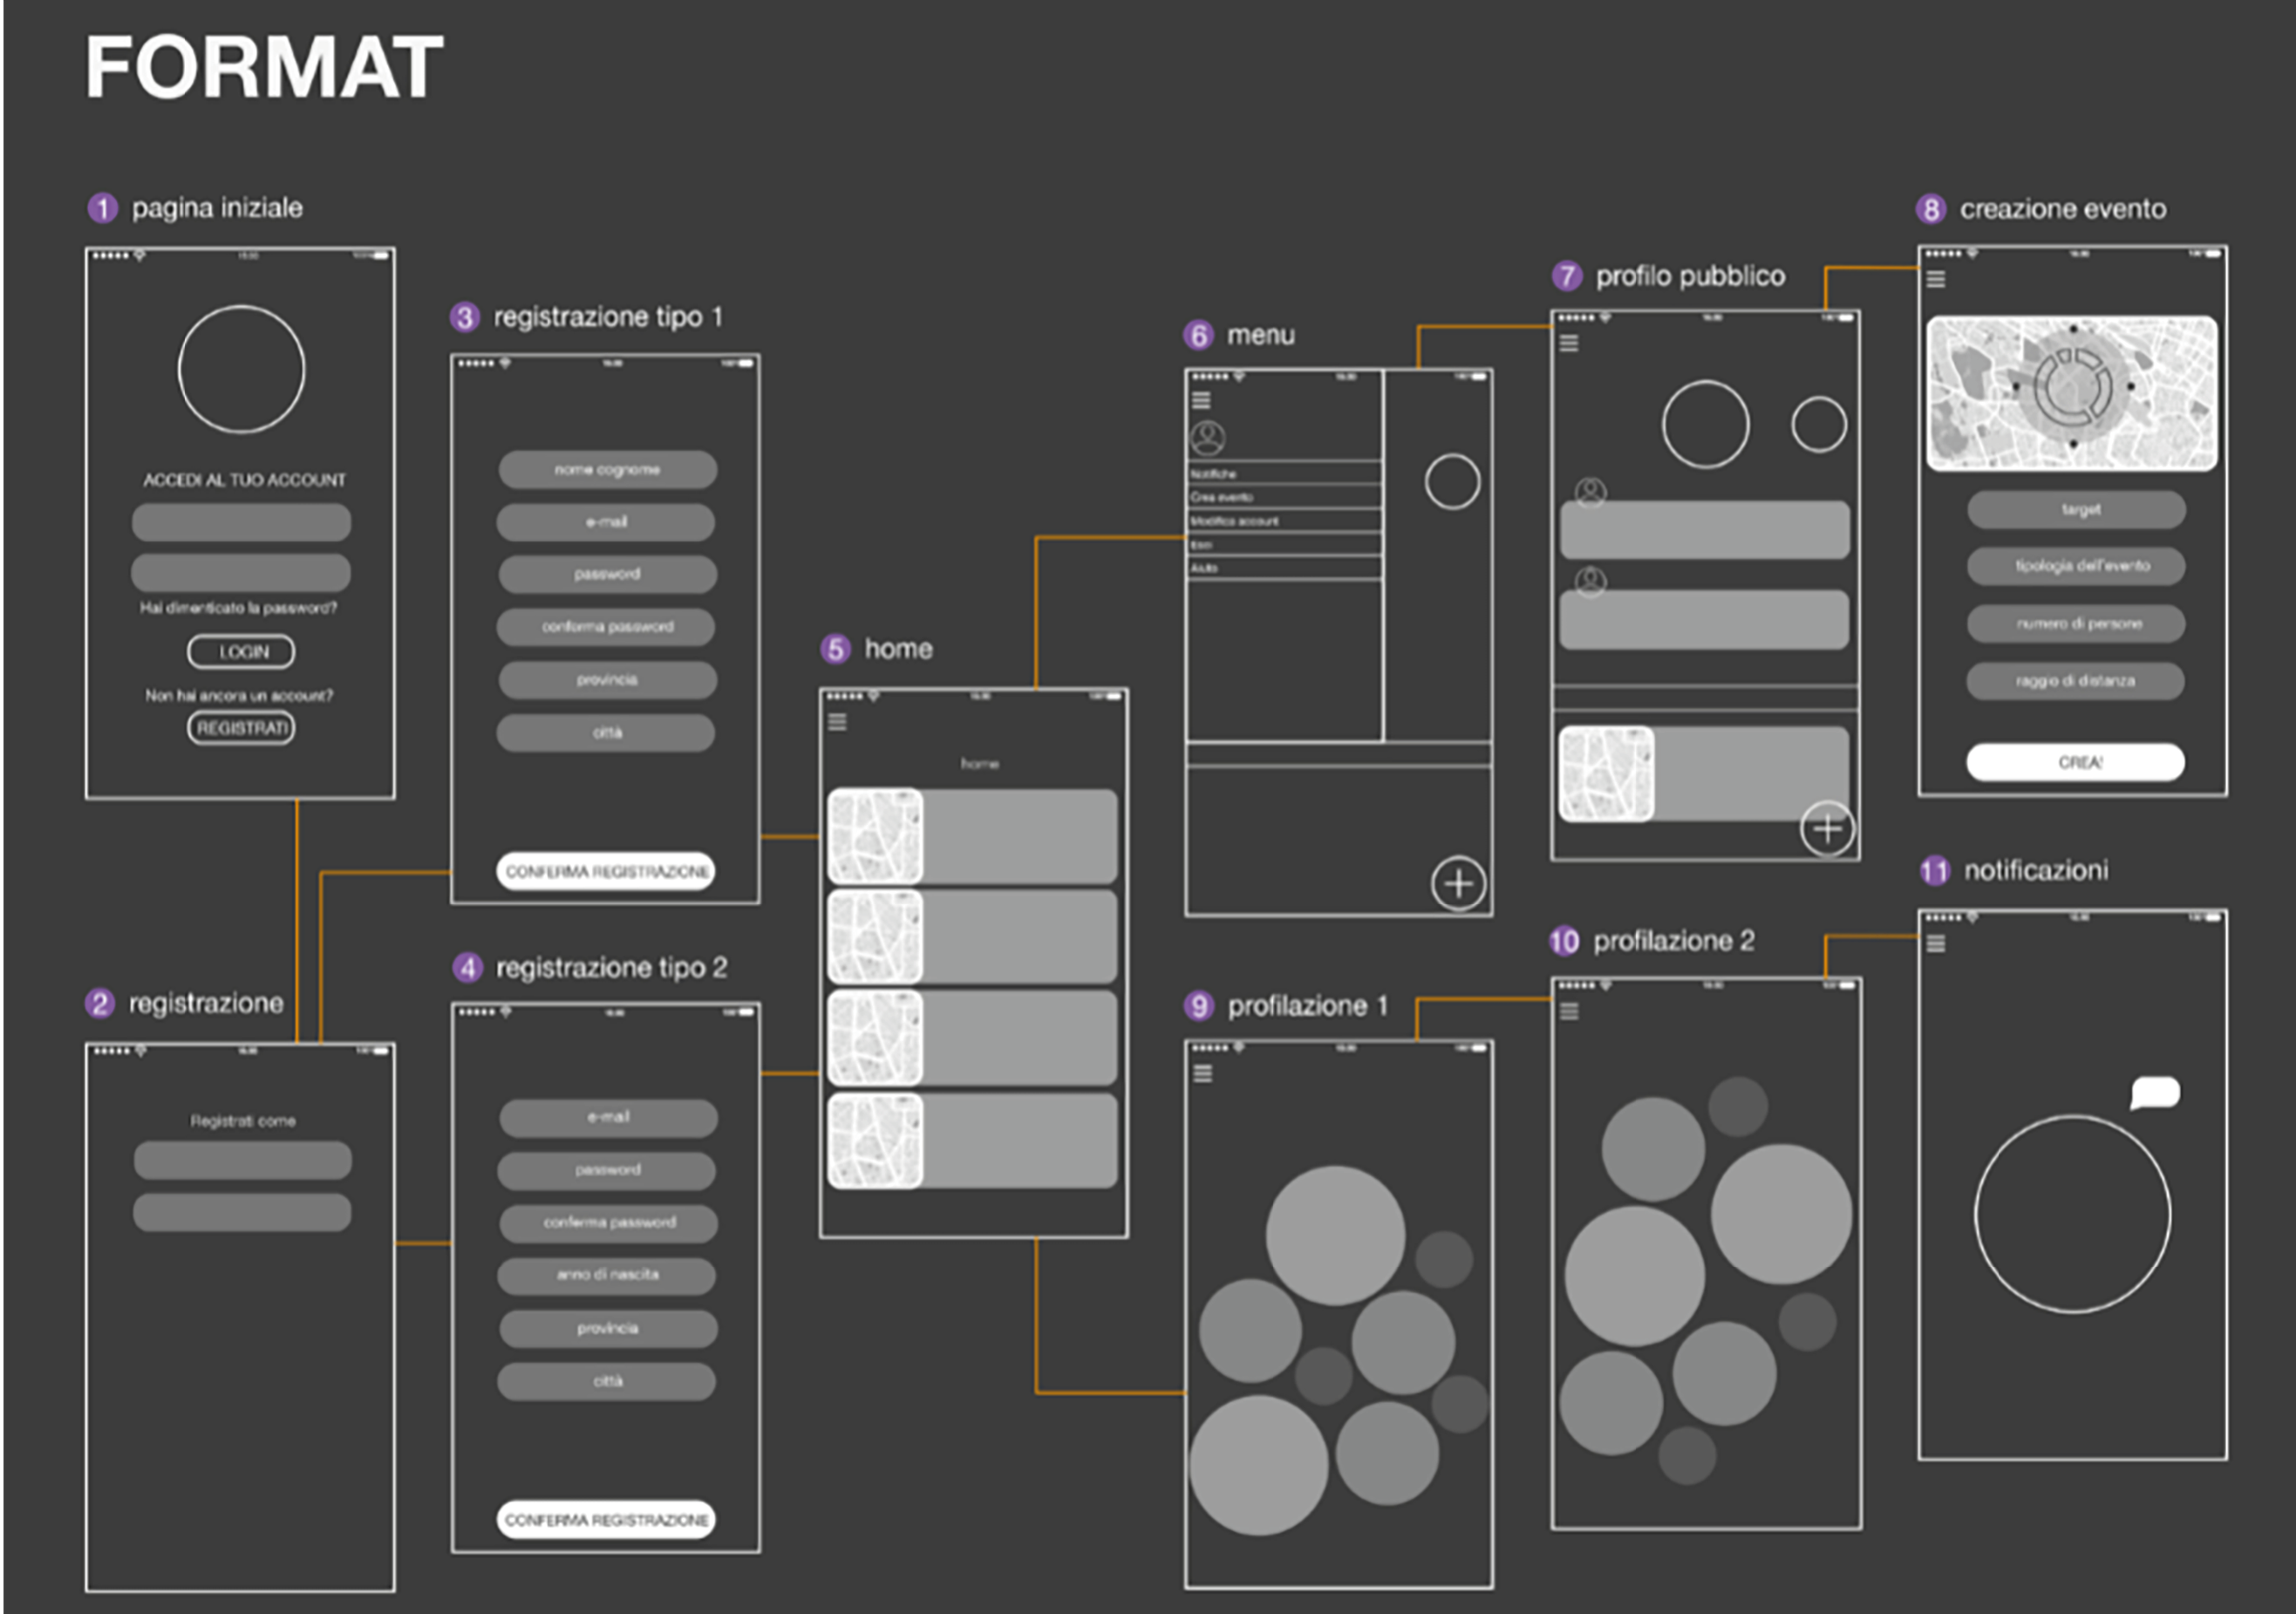 FORMAT
1 pagina iniziale
ACCEDI AL TUO ACCOUNT
Hai dimenticato la password?
LOGIN
Non hai ancora un account?
REGISTRATI
2 registrazione
Registrati come
3 registrazione tipo 1
nome cognome
e-mail
password
conferma password
provincia
città
CONFERMA REGISTRAZIONE
4 registrazione tipo 2
e-mail
password
conferma password
anno di nascita
provincia
città
CONFERMA REGISTRAZIONE
5 home
home
6 menu
Notifiche
Crea evento
Modifica account
Esci
Aiuto
7 profilo pubblico
8 creazione evento
target
tipologia dell'evento
numero di persone
raggio di distanza
CREA!
9 profilazione 1
10 profilazione 2
11 notificazioni